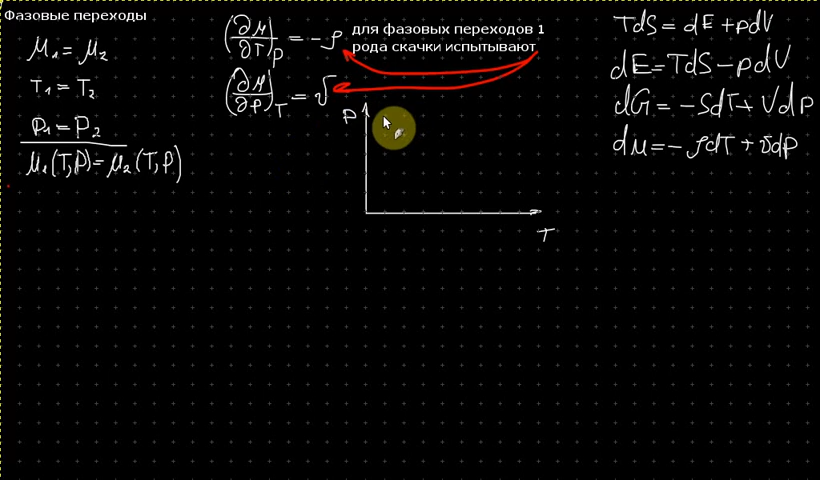 Фазовые переходы
μ₁ = μ₂
T₁ = T₂
P₁ = P₂
μ₁(T,P) = μ₂(T,P)
(∂μ/∂T)_P = -s
(∂μ/∂P)_T = v
для фазовых переходов 1
рода скачки испытывают
P
T
TdS = dE + pdV
dE = TdS - pdV
dG = -SdT + Vdp
dμ = -sdT + vdp